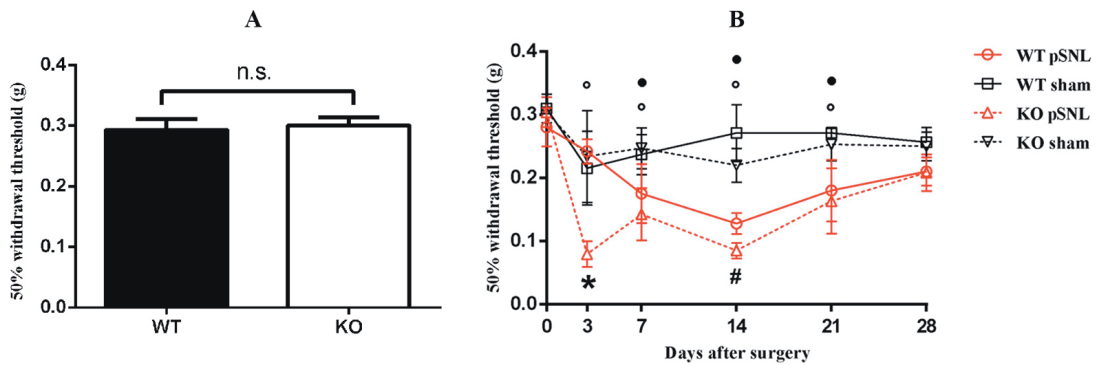 A
50% withdrawal threshold (g)
0.4
0.3
0.2
0.1
0.0
n.s.
WT
KO
B
50% withdrawal threshold (g)
0.4
0.3
0.2
0.1
0.0
*
#
0
3
7
14
21
28
Days after surgery
WT pSNL
WT sham
KO pSNL
KO sham